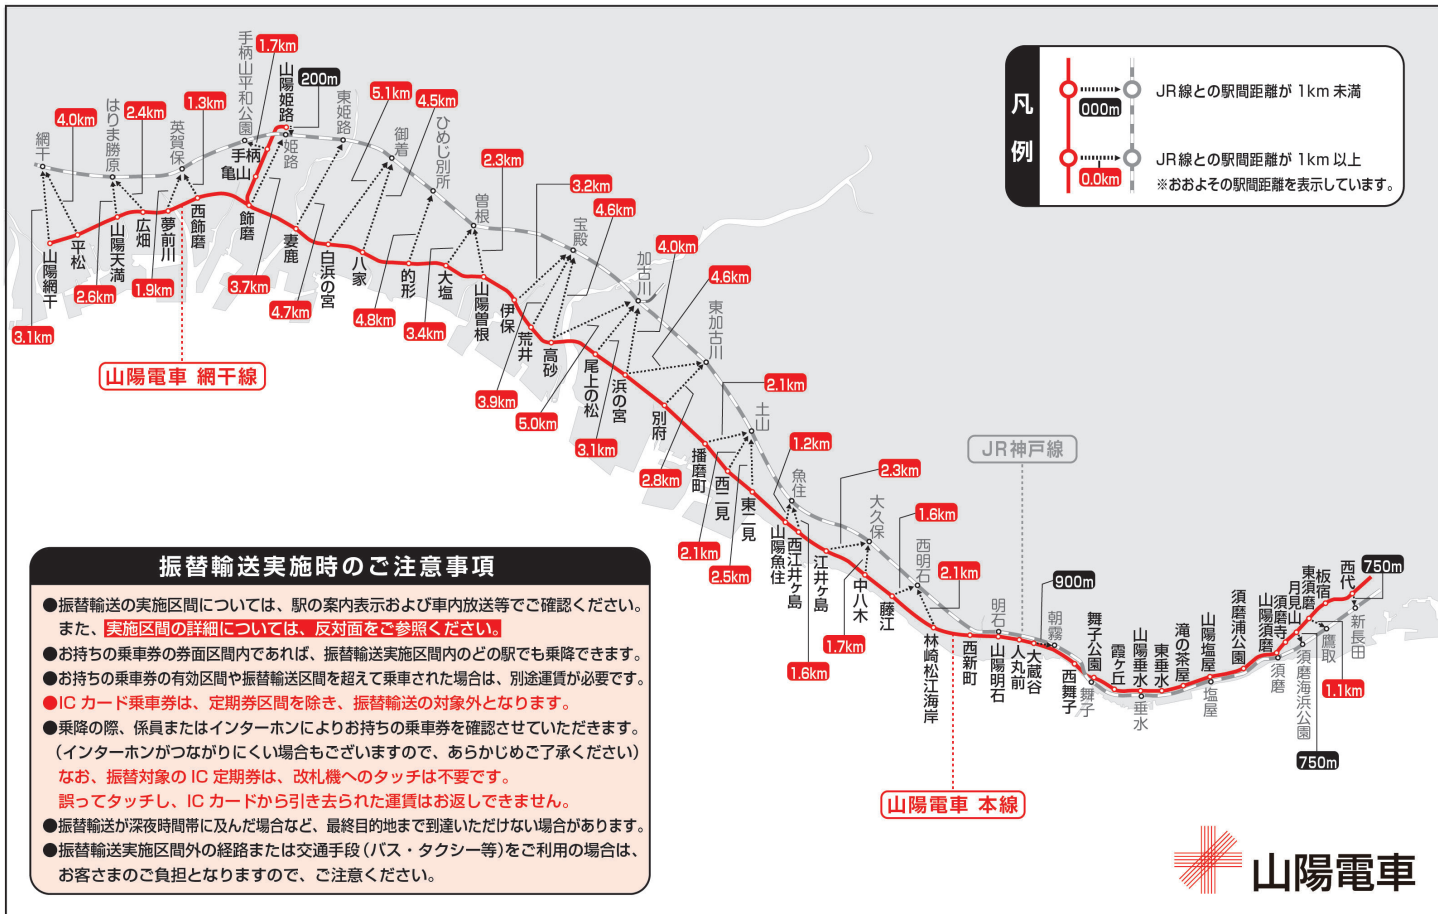 凡例
000m
JR線との駅間距離が 1km 未満
0.0km
JR線との駅間距離が 1km 以上
※おおよその駅間距離を表示しています。
網干
はりま勝原
英賀保
手柄山平和公園
姫路
東姫路
御着
ひめじ別所
曽根
宝殿
加古川
東加古川
土山
魚住
大久保
西明石
明石
朝霧
舞子
垂水
塩屋
須磨
須磨海浜公園
鷹取
新長田
山陽網干
平松
山陽天満
広畑
夢前川
西飾磨
飾磨
亀山
手柄
山陽姫路
妻鹿
白浜の宮
八家
的形
大塩
山陽曽根
伊保
荒井
高砂
尾上の松
浜の宮
別府
播磨町
西二見
東二見
山陽魚住
西江井ヶ島
江井ヶ島
中八木
藤江
林崎松江海岸
西新町
山陽明石
人丸前
大蔵谷
西舞子
舞子公園
霞ヶ丘
山陽垂水
東垂水
滝の茶屋
山陽塩屋
須磨浦公園
山陽須磨
須磨寺
月見山
東須磨
板宿
西代
3.1km
4.0km
2.6km
2.4km
1.9km
1.3km
1.7km
200m
3.7km
4.7km
5.1km
4.5km
4.8km
3.4km
2.3km
3.2km
4.6km
3.9km
5.0km
4.0km
3.1km
4.6km
2.8km
2.1km
2.1km
2.5km
1.2km
1.6km
2.3km
1.7km
1.6km
2.1km
900m
750m
1.1km
750m
山陽電車 網干線
JR神戸線
山陽電車 本線
振替輸送実施時のご注意事項
●振替輸送の実施区間については、駅の案内表示および車内放送等でご確認ください。
また、実施区間の詳細については、反対面をご参照ください。
●お持ちの乗車券の券面区間内であれば、振替輸送実施区間内のどの駅でも乗降できます。
●お持ちの乗車券の有効区間や振替輸送区間を超えて乗車された場合は、別途運賃が必要です。
●IC カード乗車券は、定期券区間を除き、振替輸送の対象外となります。
●乗降の際、係員またはインターホンによりお持ちの乗車券を確認させていただきます。
(インターホンがつながりにくい場合もございますので、あらかじめご了承ください)
なお、振替対象の IC 定期券は、改札機へのタッチは不要です。
誤ってタッチし、IC カードから引き去られた運賃はお返しできません。
●振替輸送が深夜時間帯に及んだ場合など、最終目的地まで到達いただけない場合があります。
●振替輸送実施区間外の経路または交通手段(バス・タクシー等)をご利用の場合は、
お客さまのご負担となりますので、ご注意ください。
山陽電車